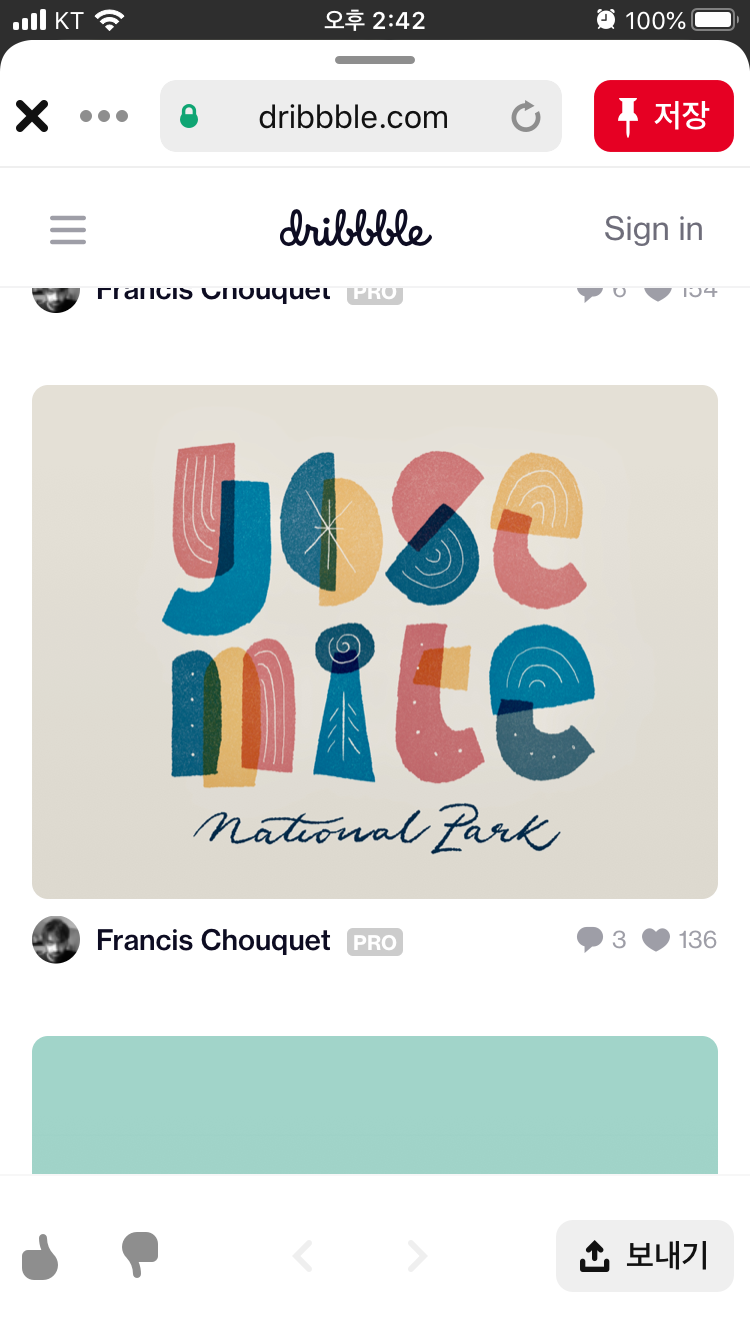 KT 오후 2:42 100%
dribbble.com 저장
dribbble Sign in
Francis Chouquet PRO 6 154
yose
mite
National Park
Francis Chouquet PRO 3 136
보내기